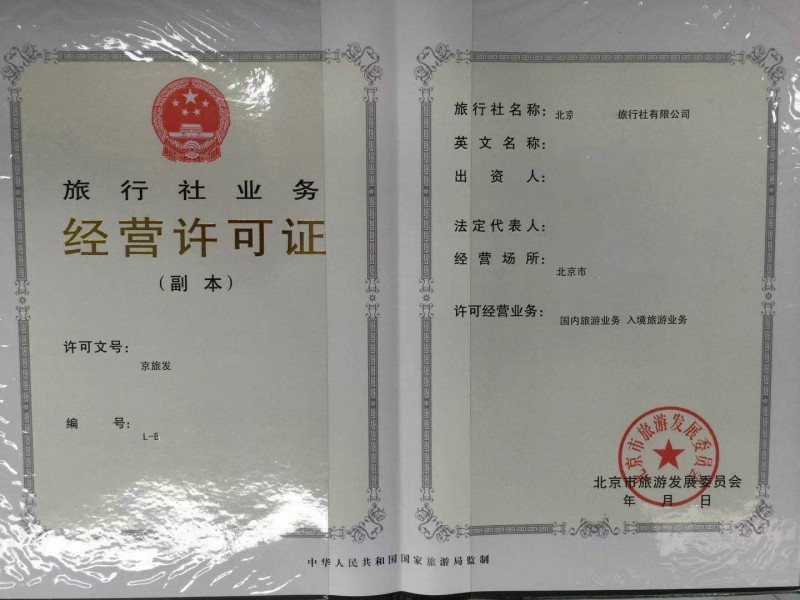 旅行社业务
经营许可证
（副本）
许可文号：
京旅发
编号：
L-B
旅行社名称：北京 旅行社有限公司
英文名称：
出资人：
法定代表人：
经营场所：
北京市
许可经营业务：国内旅游业务 入境旅游业务
北京市旅游发展委员会
北京市旅游发展委员会
年 月 日
中华人民共和国国家旅游局监制